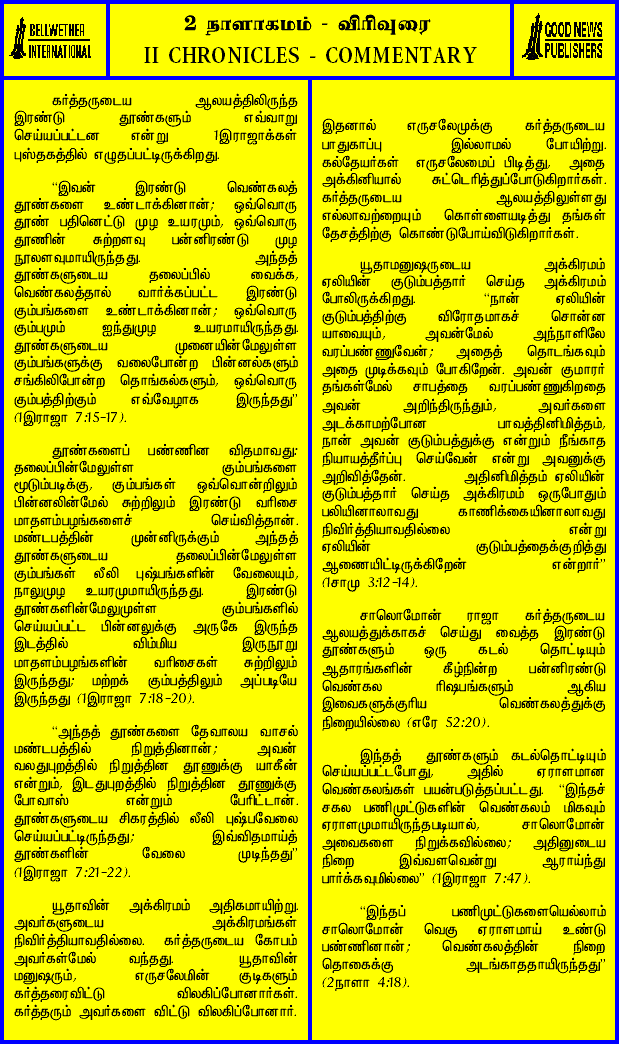 BELLWETHER
INTERNATIONAL
2 நாளாகமம் - விரிவுரை
II CHRONICLES - COMMENTARY
GOOD NEWS
PUBLISHERS
கர்த்தருடைய ஆலயத்திலிருந்த
இரண்டு தூண்களும் எவ்வாறு
செய்யப்பட்டன என்று 1இராஜாக்கள்
புஸ்தகத்தில் எழுதப்பட்டிருக்கிறது.
“இவன் இரண்டு வெண்கலத்
தூண்களை உண்டாக்கினான்; ஒவ்வொரு
தூண் பதினெட்டு முழ உயரமும், ஒவ்வொரு
தூணின் சுற்றளவு பன்னிரண்டு முழ
நூலளவுமாயிருந்தது. அந்தத்
தூண்களுடைய தலைப்பில் வைக்க,
வெண்கலத்தால் வார்க்கப்பட்ட இரண்டு
கும்பங்களை உண்டாக்கினான்; ஒவ்வொரு
கும்பமும் ஐந்துமுழ உயரமாயிருந்தது.
தூண்களுடைய முனையின்மேலுள்ள
கும்பங்களுக்கு வலைபோன்ற பின்னல்களும்
சங்கிலிபோன்ற தொங்கல்களும், ஒவ்வொரு
கும்பத்திற்கும் எவ்வேழாக இருந்தது”
(1இராஜா 7:15-17).
தூண்களைப் பண்ணின விதமாவது:
தலைப்பின்மேலுள்ள கும்பங்களை
மூடும்படிக்கு, கும்பங்கள் ஒவ்வொன்றிலும்
பின்னலின்மேல் சுற்றிலும் இரண்டு வரிசை
மாதளம்பழங்களைச் செய்வித்தான்.
மண்டபத்தின் முன்னிருக்கும் அந்தத்
தூண்களுடைய தலைப்பின்மேலுள்ள
கும்பங்கள் லீலி புஷ்பங்களின் வேலையும்,
நாலுமுழ உயரமுமாயிருந்தது. இரண்டு
தூண்களின்மேலுமுள்ள கும்பங்களில்
செய்யப்பட்ட பின்னலுக்கு அருகே இருந்த
இடத்தில் விம்மிய இருநூறு
மாதளம்பழங்களின் வரிசைகள் சுற்றிலும்
இருந்தது; மற்றக் கும்பத்திலும் அப்படியே
இருந்தது (1இராஜா 7:18-20).
“அந்தத் தூண்களை தேவாலய வாசல்
மண்டபத்தில் நிறுத்தினான்; அவன்
வலதுபுறத்தில் நிறுத்தின தூணுக்கு யாகீன்
என்றும், இடதுபுறத்தில் நிறுத்தின தூணுக்கு
போவாஸ் என்றும் பேரிட்டான்.
தூண்களுடைய சிகரத்தில் லீலி புஷ்பவேலை
செய்யப்பட்டிருந்தது; இவ்விதமாய்த்
தூண்களின் வேலை முடிந்தது”
(1இராஜா 7:21-22).
யூதாவின் அக்கிரமம் அதிகமாயிற்று.
அவர்களுடைய அக்கிரமங்கள்
நிவிர்த்தியாவதில்லை. கர்த்தருடைய கோபம்
அவர்கள்மேல் வந்தது. யூதாவின்
மனுஷரும், எருசலேமின் குடிகளும்
கர்த்தரைவிட்டு விலகிப்போனார்கள்.
கர்த்தரும் அவர்களை விட்டு விலகிப்போனார்.
இதனால் எருசலேமுக்கு கர்த்தருடைய
பாதுகாப்பு இல்லாமல் போயிற்று.
கல்தேயர்கள் எருசலேமைப் பிடித்து, அதை
அக்கினியால் சுட்டெரித்துப்போடுகிறார்கள்.
கர்த்தருடைய ஆலயத்திலுள்ளது
எல்லாவற்றையும் கொள்ளையடித்து தங்கள்
தேசத்திற்கு கொண்டுபோய்விடுகிறார்கள்.
யூதாமனுஷருடைய அக்கிரமம்
ஏலியின் குடும்பத்தார் செய்த அக்கிரமம்
போலிருக்கிறது. “நான் ஏலியின்
குடும்பத்திற்கு விரோதமாகச் சொன்ன
யாவையும், அவன்மேல் அந்நாளிலே
வரப்பண்ணுவேன்; அதைத் தொடங்கவும்
அதை முடிக்கவும் போகிறேன். அவன் குமாரர்
தங்கள்மேல் சாபத்தை வரப்பண்ணுகிறதை
அவன் அறிந்திருந்தும், அவர்களை
அடக்காமற்போன பாவத்தினிமித்தம்,
நான் அவன் குடும்பத்துக்கு என்றும் நீங்காத
நியாயத்தீர்ப்பு செய்வேன் என்று அவனுக்கு
அறிவித்தேன். அதினிமித்தம் ஏலியின்
குடும்பத்தார் செய்த அக்கிரமம் ஒருபோதும்
பலியினாலாவது காணிக்கையினாலாவது
நிவிர்த்தியாவதில்லை என்று
ஏலியின் குடும்பத்தைக்குறித்து
ஆணையிட்டிருக்கிறேன் என்றார்”
(1சாமு 3:12-14).
சாலொமோன் ராஜா கர்த்தருடைய
ஆலயத்துக்காகச் செய்து வைத்த இரண்டு
தூண்களும் ஒரு கடல் தொட்டியும்
ஆதாரங்களின் கீழ்நின்ற பன்னிரண்டு
வெண்கல ரிஷபங்களும் ஆகிய
இவைகளுக்குரிய வெண்கலத்துக்கு
நிறையில்லை (எரே 52:20).
இந்தத் தூண்களும் கடல்தொட்டியும்
செய்யப்பட்டபோது, அதில் ஏராளமான
வெண்கலங்கள் பயன்படுத்தப்பட்டது. “இந்தச்
சகல பணிமுட்டுகளின் வெண்கலம் மிகவும்
ஏராளமுமாயிருந்தபடியால், சாலொமோன்
அவைகளை நிறுக்கவில்லை; அதினுடைய
நிறை இவ்வளவென்று ஆராய்ந்து
பார்க்கவுமில்லை” (1இராஜா 7:47).
“இந்தப் பணிமுட்டுகளையெல்லாம்
சாலொமோன் வெகு ஏராளமாய் உண்டு
பண்ணினான்; வெண்கலத்தின் நிறை
தொகைக்கு அடங்காததாயிருந்தது”
(2நாளா 4:18).